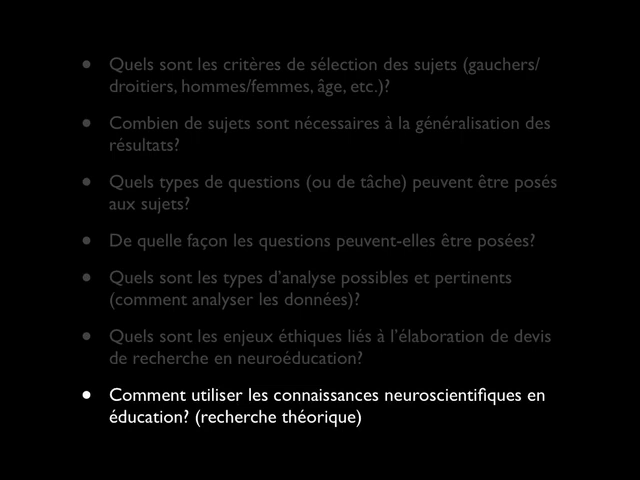 • Quels sont les critères de sélection des sujets (gauchers/
droitiers, hommes/femmes, âge, etc.)?
• Combien de sujets sont nécessaires à la généralisation des
résultats?
• Quels types de questions (ou de tâche) peuvent être posés
aux sujets?
• De quelle façon les questions peuvent-elles être posées?
• Quels sont les types d'analyse possibles et pertinents
(comment analyser les données)?
• Quels sont les enjeux éthiques liés à l'élaboration de devis
de recherche en neuroéducation?
• Comment utiliser les connaissances neuroscientifiques en
éducation? (recherche théorique)